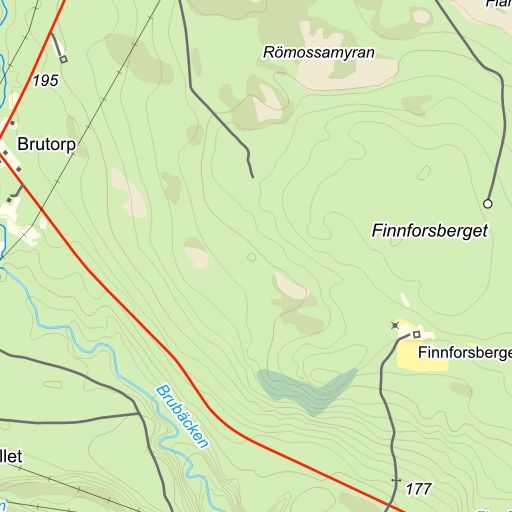 Römossamyran
195
Brutorp
Finnforsberget
Finnforsberge
Brubäcken
llet
177